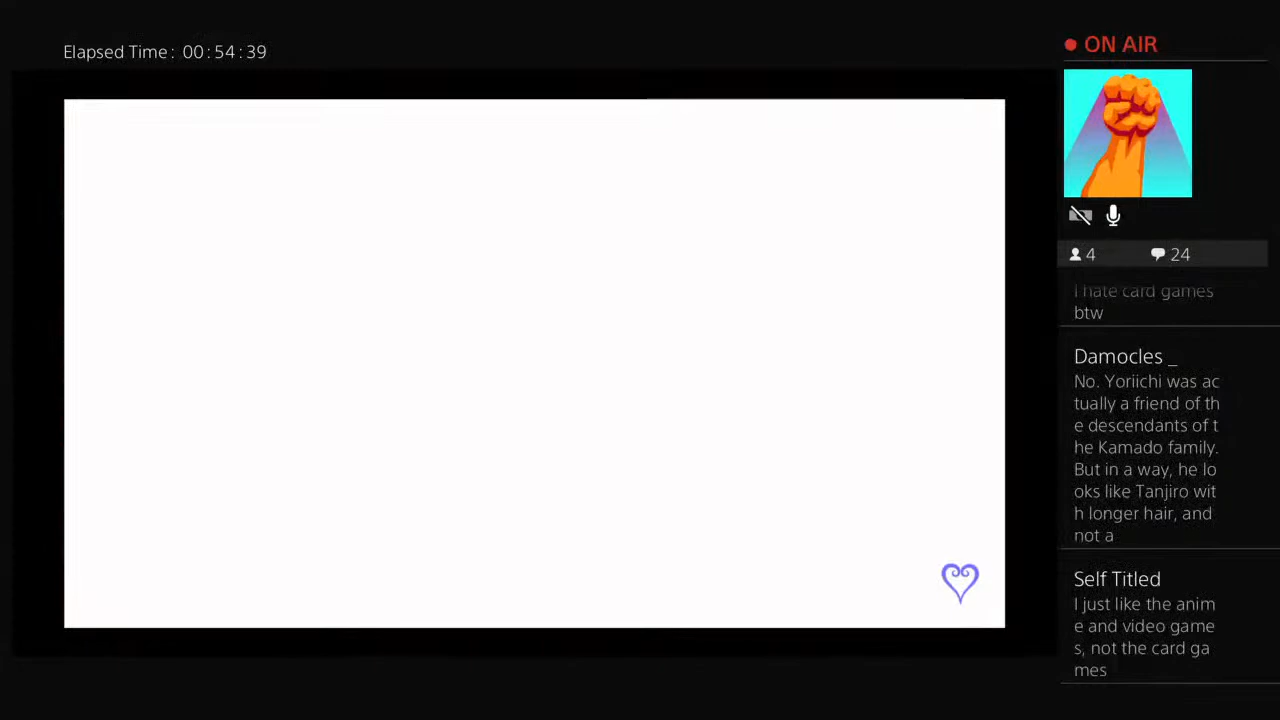 Elapsed Time: 00:54:39
ON AIR
4 24
I hate card games
btw
Damocles _
No. Yoriichi was ac
tually a friend of th
e descendants of t
he Kamado family.
But in a way, he lo
oks like Tanjiro wit
h longer hair, and
not a
Self Titled
I just like the anim
e and video game
s, not the card ga
mes